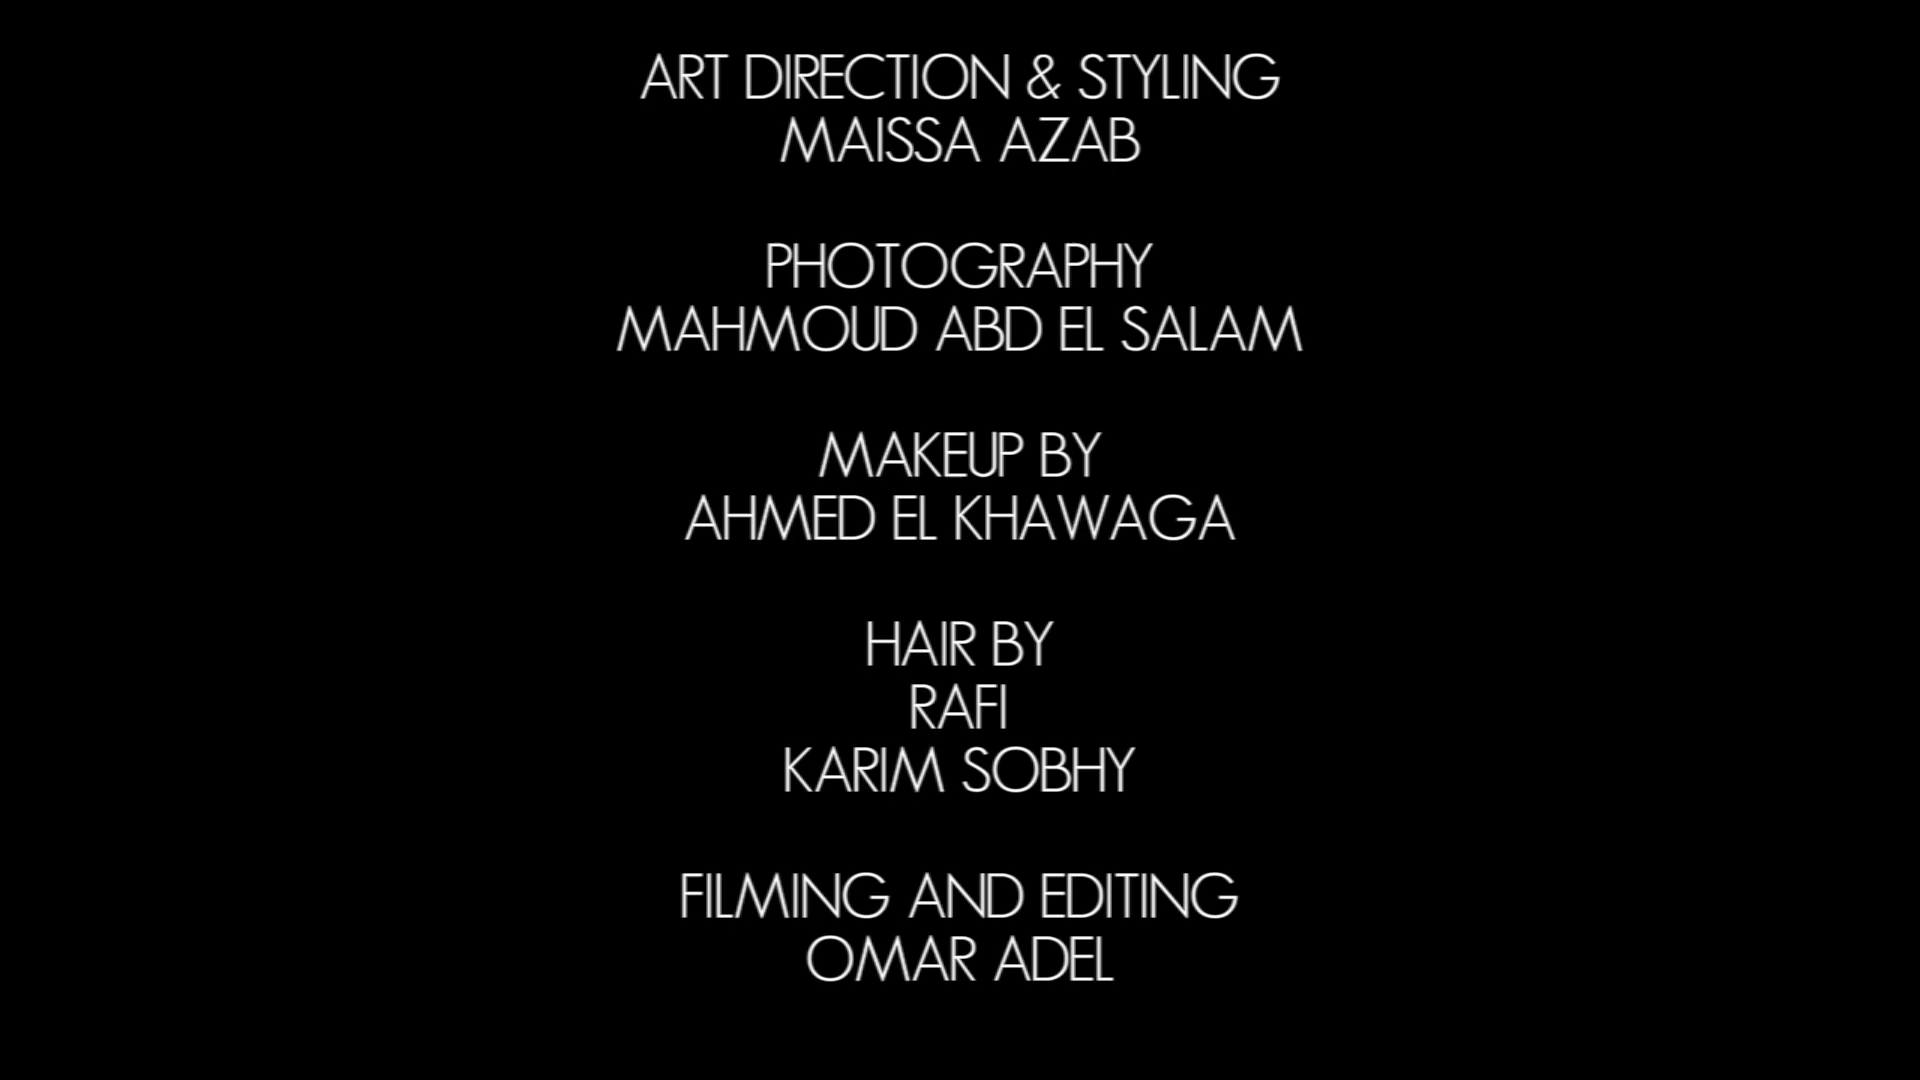 ART DIRECTION & STYLING
MAISSA AZAB
PHOTOGRAPHY
MAHMOUD ABD EL SALAM
MAKEUP BY
AHMED EL KHAWAGA
HAIR BY
RAFI
KARIM SOBHY
FILMING AND EDITING
OMAR ADEL